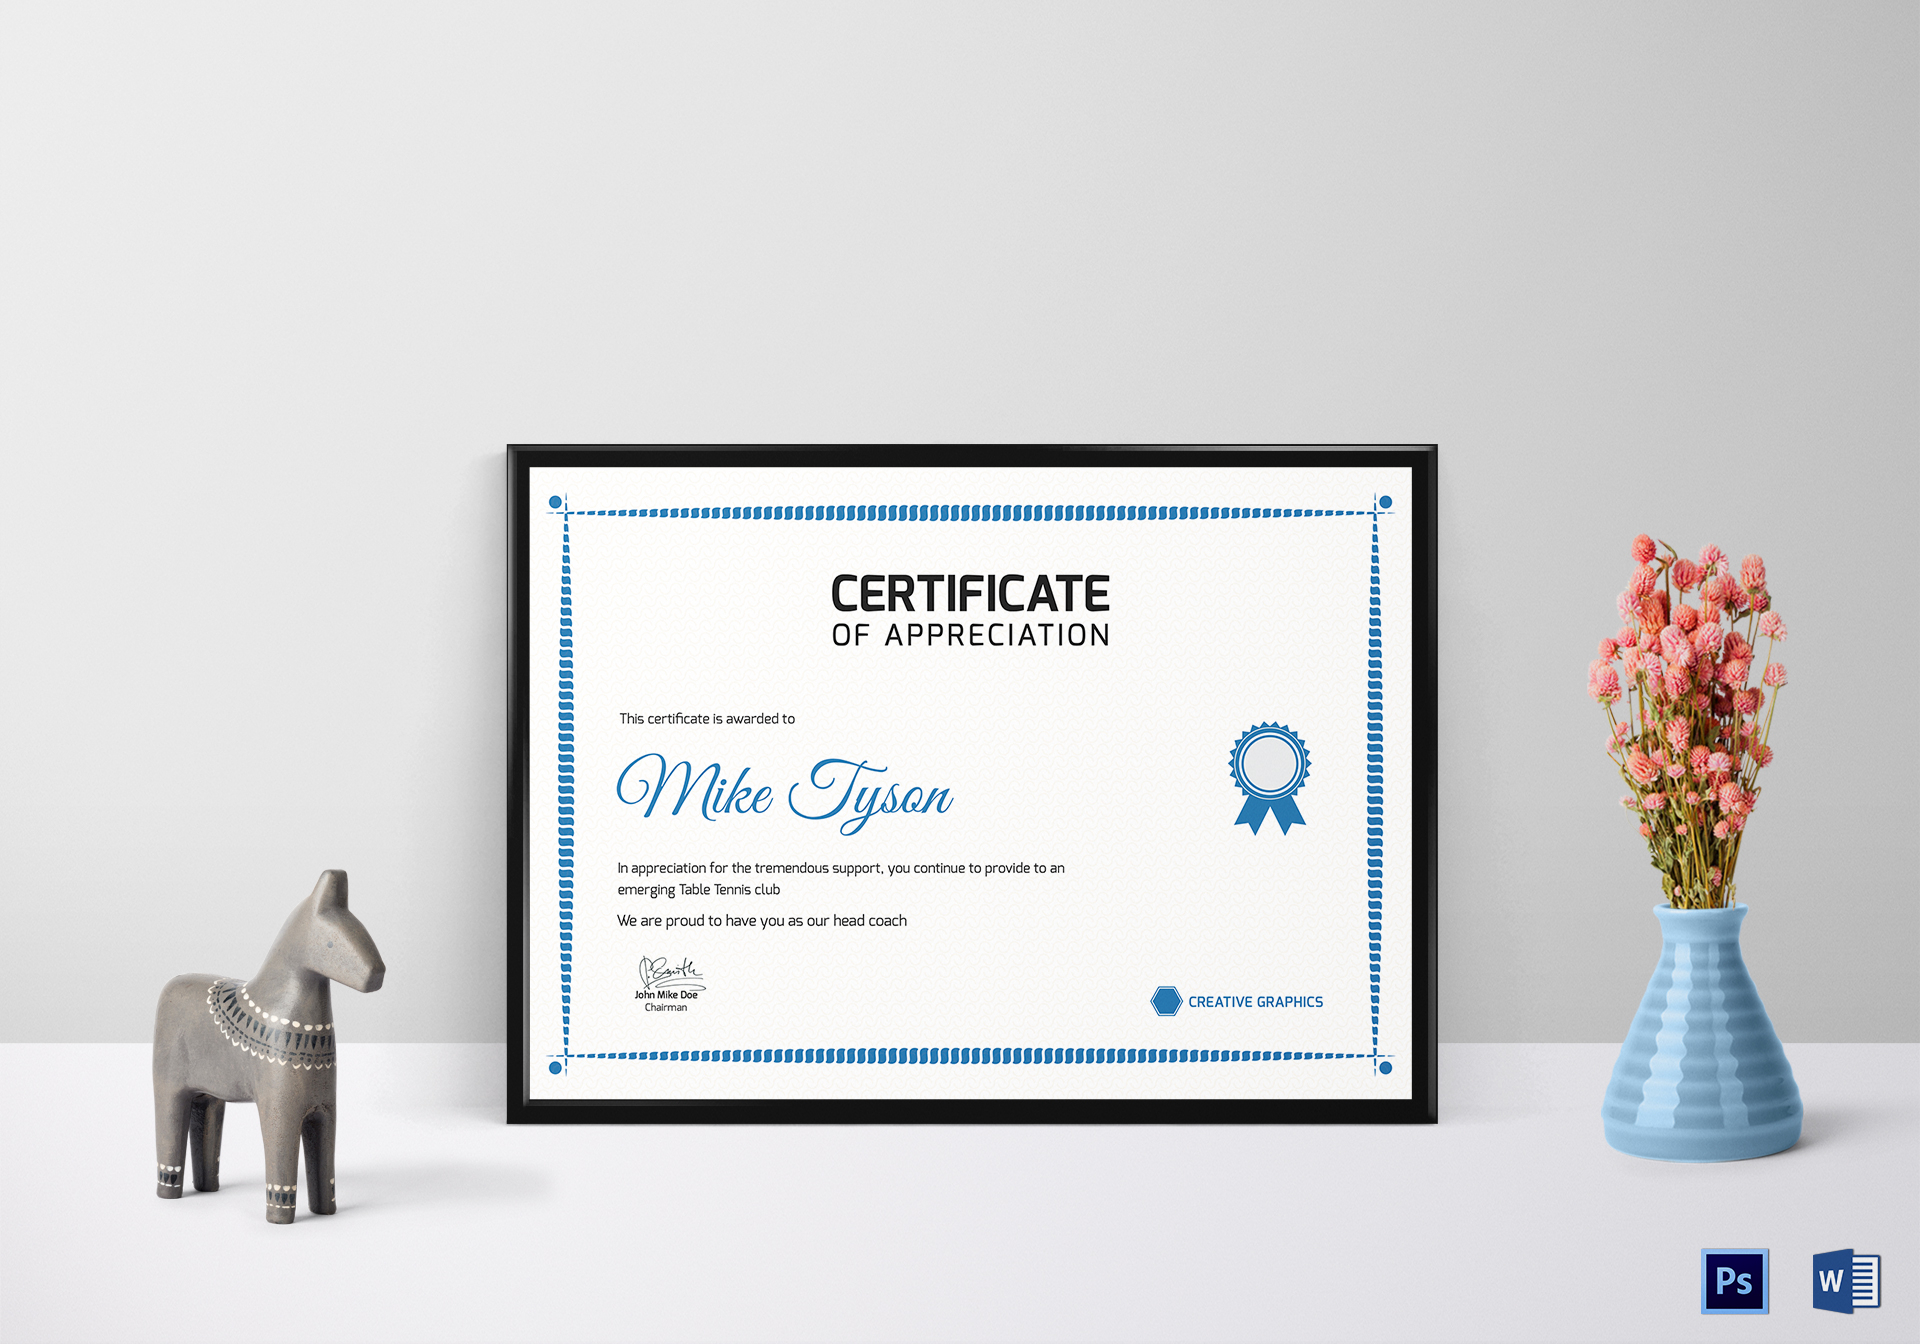 CERTIFICATE
OF APPRECIATION
This certificate is awarded to
Mike Tyson
In appreciation for the tremendous support, you continue to provide to an
emerging Table Tennis club
We are proud to have you as our head coach
J.Smith
John Mike Doe
Chairman
CREATIVE GRAPHICS
Ps
W